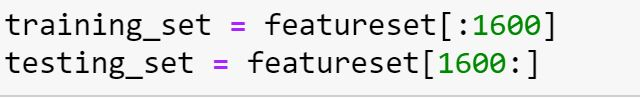 training_set = featureset[:1600]
testing_set = featureset[1600:]